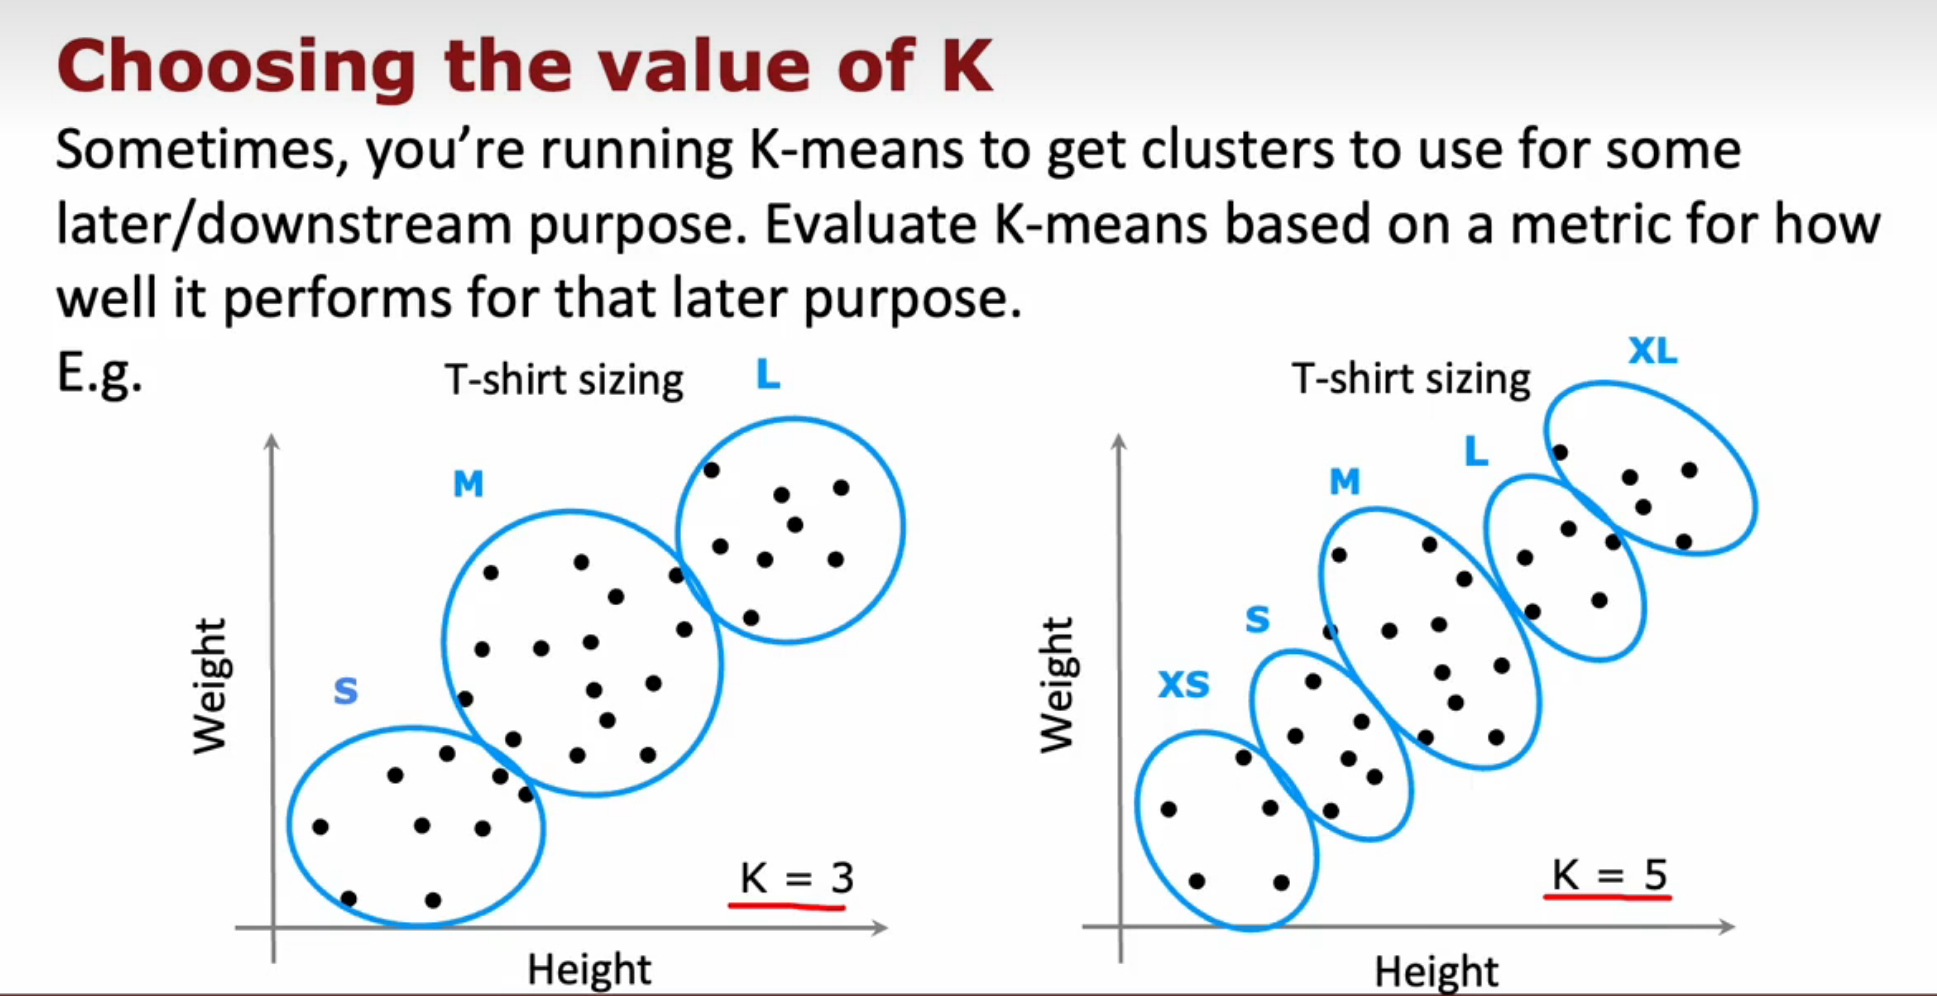 Choosing the value of K
Sometimes, you’re running K-means to get clusters to use for some
later/downstream purpose. Evaluate K-means based on a metric for how
well it performs for that later purpose.
E.g.
T-shirt sizing
L
M
S
Weight
K = 3
Height
T-shirt sizing
XL
L
M
S
XS
Weight
K = 5
Height